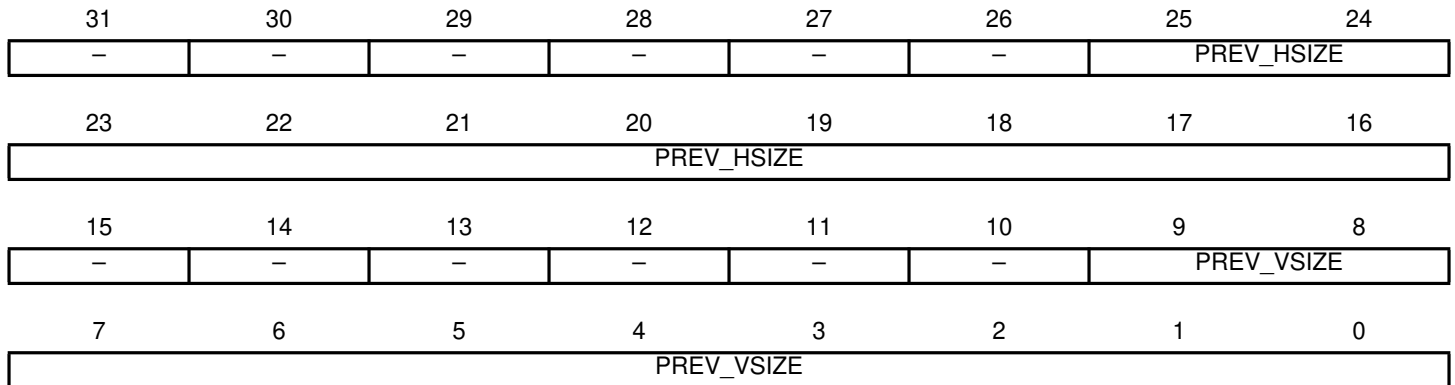 31 30 29 28 27 26 25 24
– – – – – – PREV_HSIZE
23 22 21 20 19 18 17 16
PREV_HSIZE
15 14 13 12 11 10 9 8
– – – – – – PREV_VSIZE
7 6 5 4 3 2 1 0
PREV_VSIZE